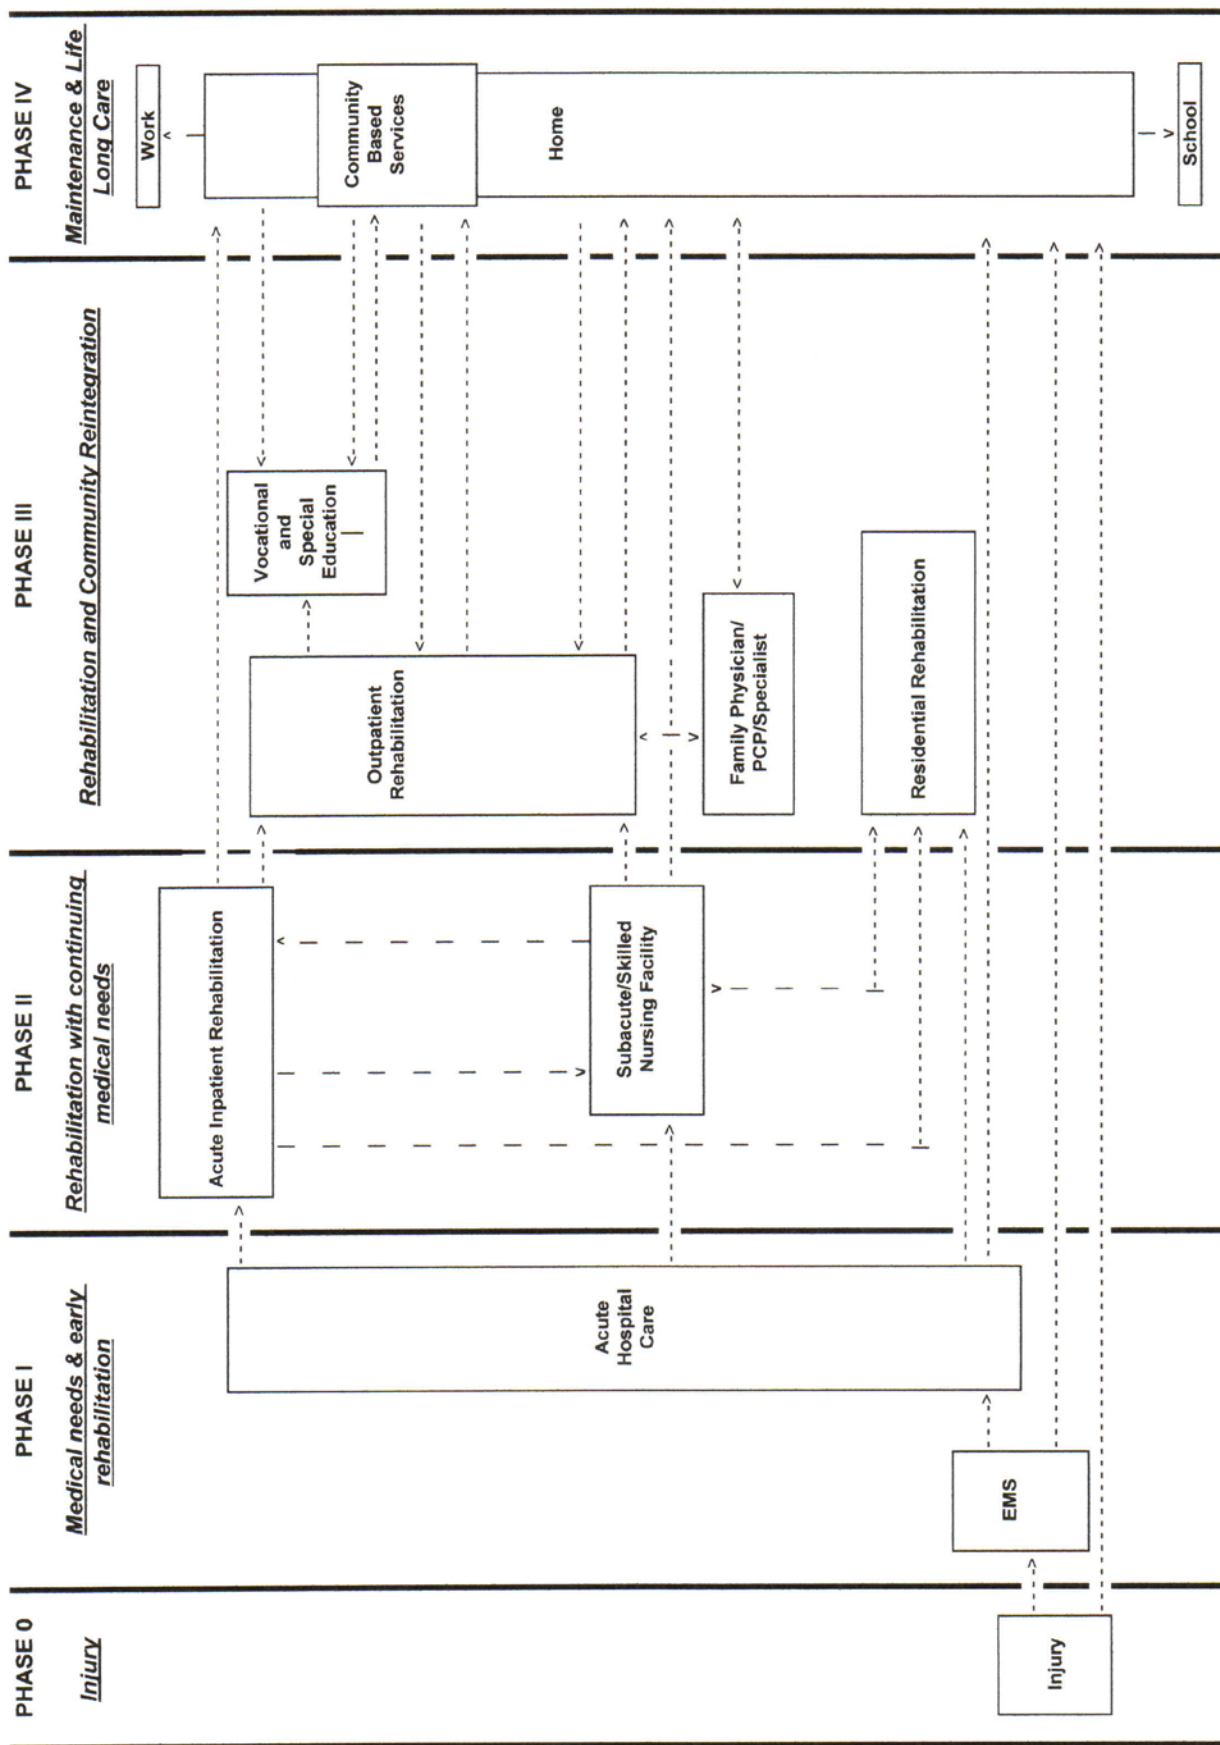 PHASE 0
Injury
PHASE I
Medical needs & early
rehabilitation
PHASE II
Rehabilitation with continuing
medical needs
PHASE III
Rehabilitation and Community Reintegration
PHASE IV
Maintenance & Life
Long Care
Injury
EMS
Acute
Hospital
Care
Acute Inpatient Rehabilitation
Subacute/Skilled
Nursing Facility
Outpatient
Rehabilitation
Vocational
and
Special
Education
Family Physician/
PCP/Specialist
Residential Rehabilitation
Work
Community
Based
Services
Home
School